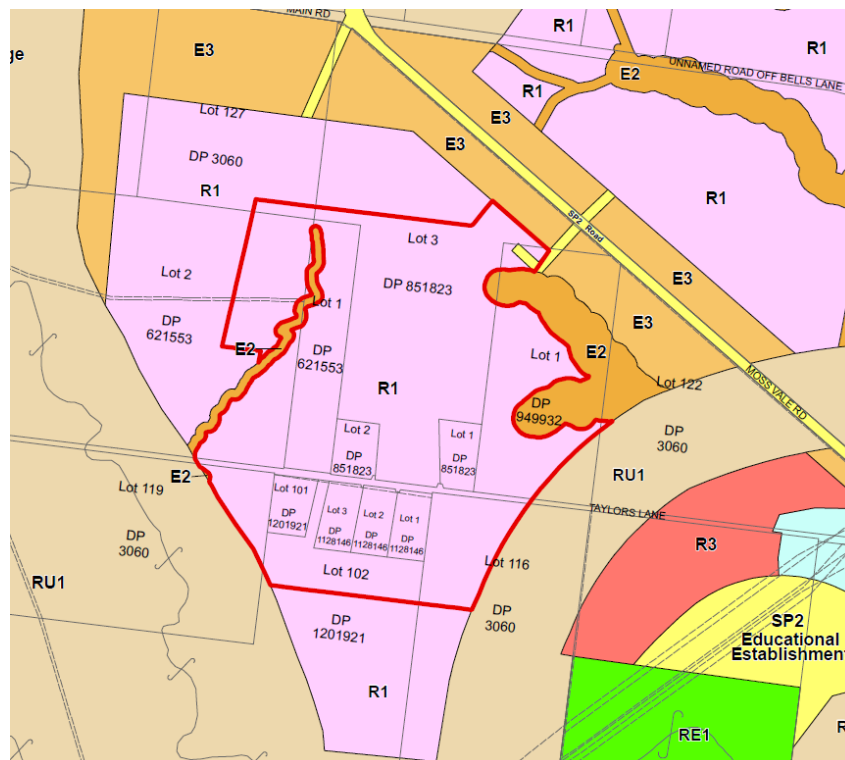 MAIN RD
R1
R1
E3
ge
UNNAMED ROAD OFF BELLS LANE
E2
R1
Lot 127
E3
E3
DP 3060
R1
R1
SP2 Road
Lot 3
Lot 2
E3
DP 851823
Lot 1
DP
621553
E3
E2
DP
621553
Lot 1
E2
R1
Lot 122
MOSS VALE RD
DP
949932
Lot 2
Lot 1
DP
3060
DP
851823
DP
851823
E2
RU1
Lot 119
Lot 101
Lot 3
Lot 2
Lot 1
TAYLORS LANE
DP
1201921
DP
1128146
DP
1128146
DP
1128146
DP
3060
R3
Lot 116
Lot 102
RU1
DP
3060
DP
1201921
SP2
Educational
Establishment
R1
RE1
R